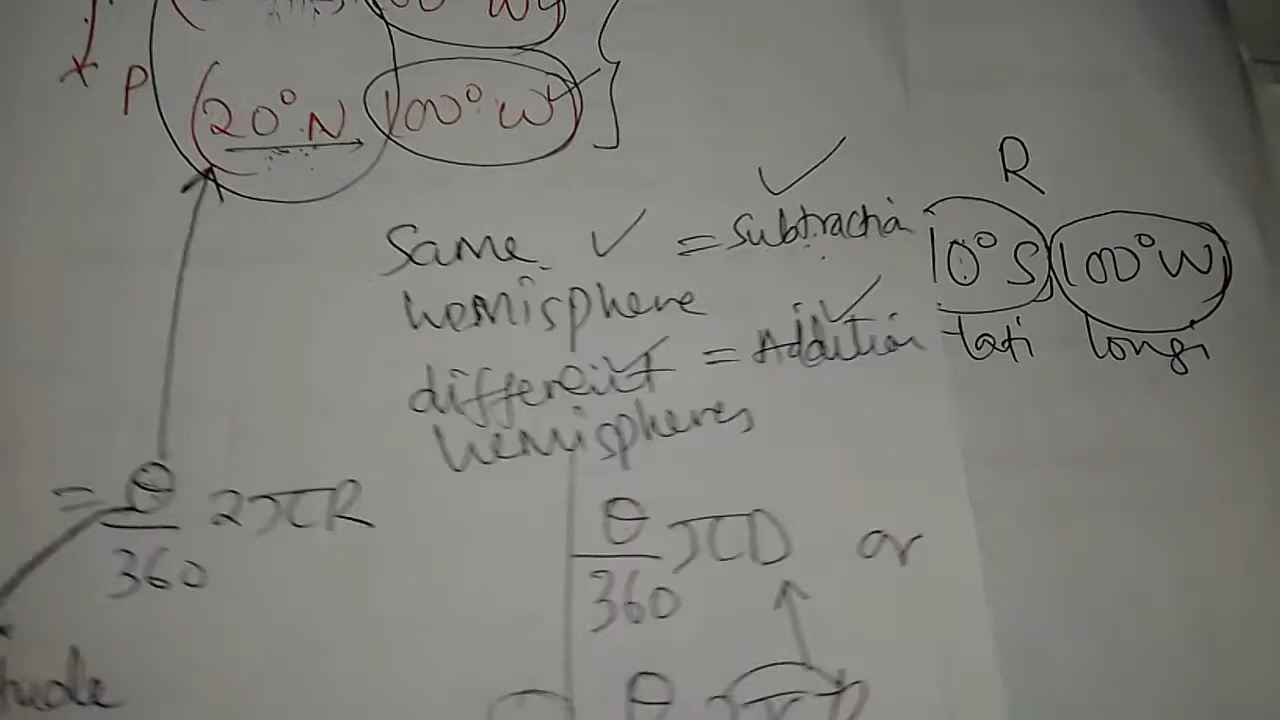 P (20°N 100°W)
R
Same = Subtraction 10°S 100°W
hemisphere
different = Addition Lati Longi
hemispheres
= θ/360 2πR
θ/360 πD or
θ